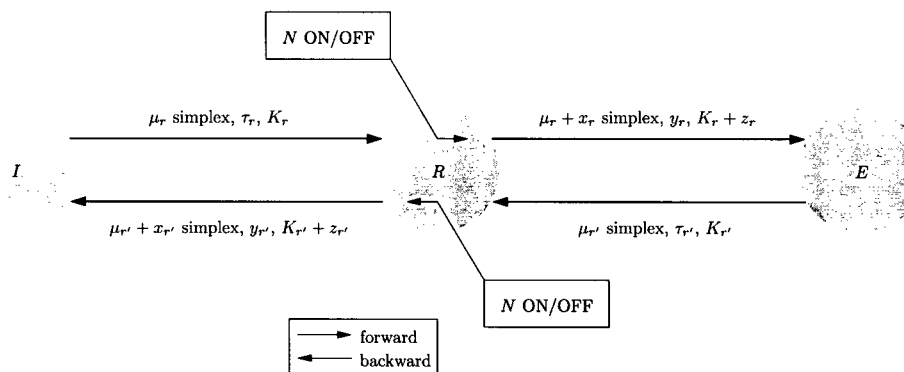 N ON/OFF
μ_r simplex, τ_r, K_r
μ_r + x_r simplex, y_r, K_r + z_r
I
R
E
μ_{r'} + x_{r'} simplex, y_{r'}, K_{r'} + z_{r'}
μ_{r'} simplex, τ_{r'}, K_{r'}
N ON/OFF
forward
backward